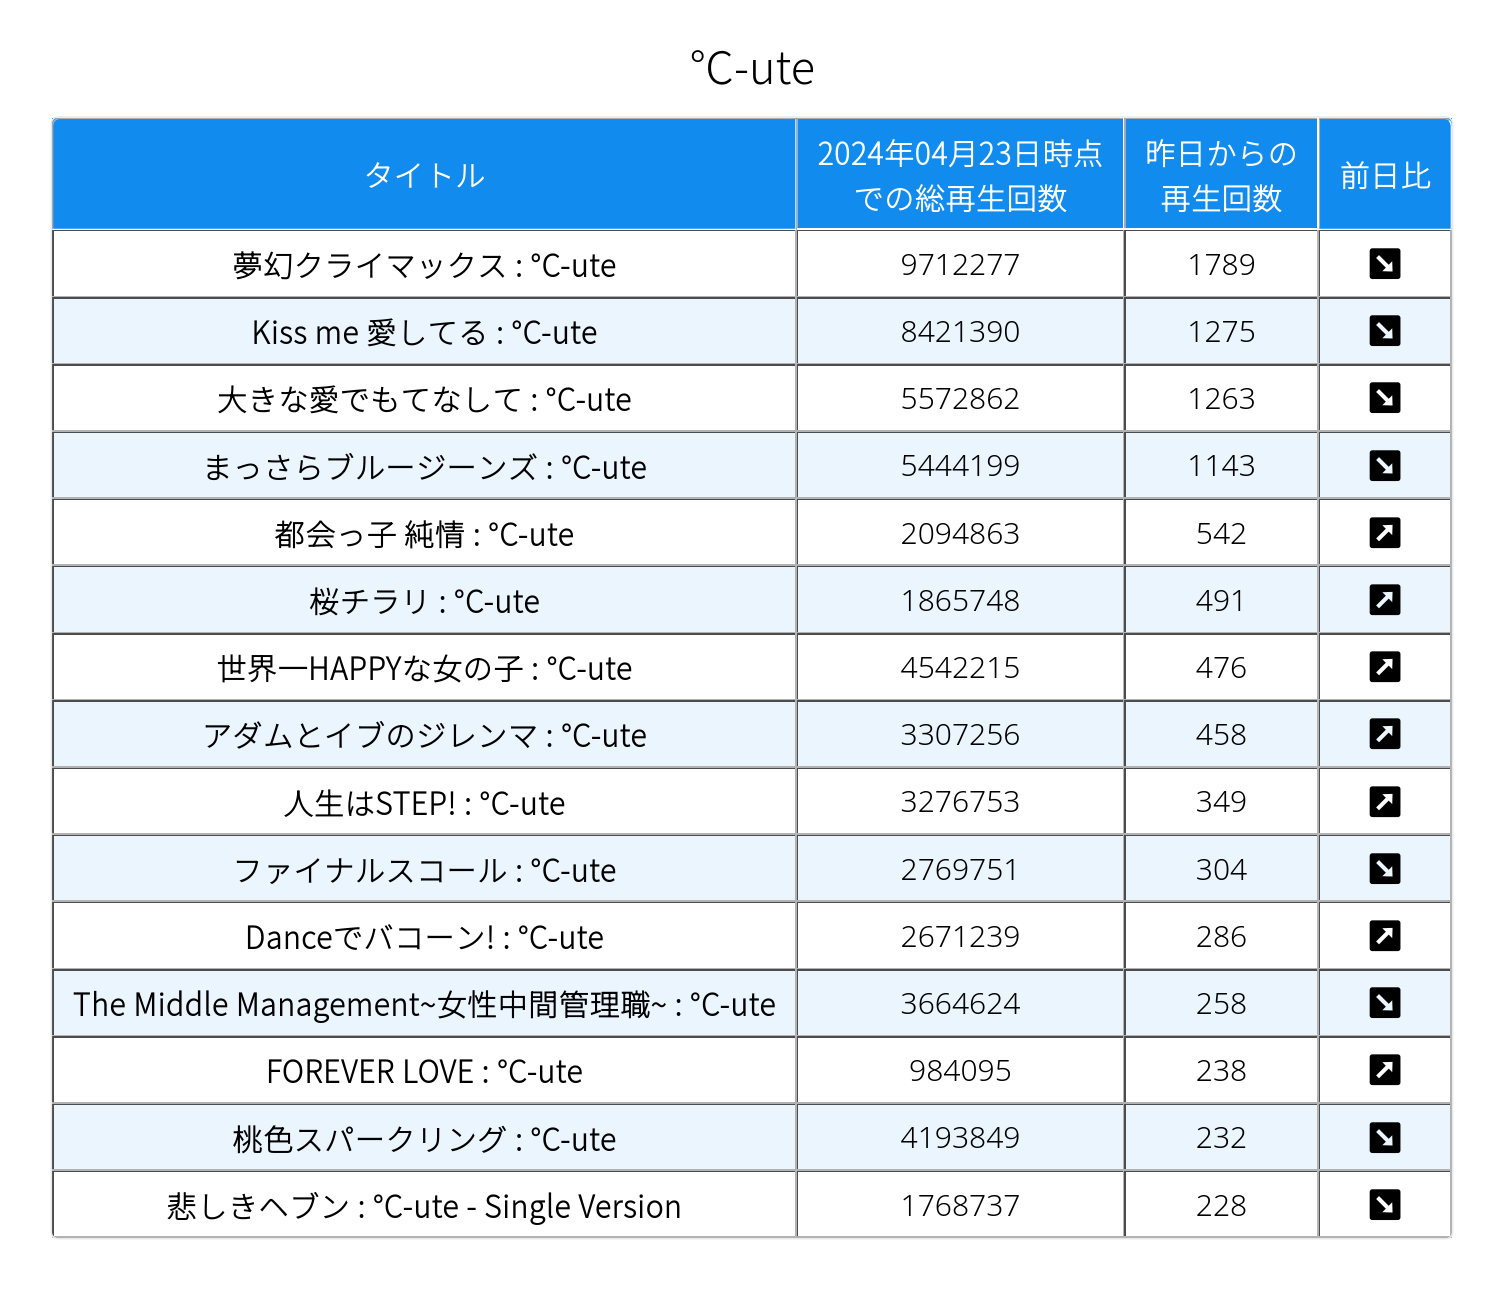 ℃-ute
タイトル
2024年04月23日時点
での総再生回数
昨日からの
再生回数
前日比
夢幻クライマックス : ℃-ute 9712277 1789 ↘
Kiss me 愛してる : ℃-ute 8421390 1275 ↘
大きな愛でもてなして : ℃-ute 5572862 1263 ↘
まっさらブルージーンズ : ℃-ute 5444199 1143 ↘
都会っ子 純情 : ℃-ute 2094863 542 ↗
桜チラリ : ℃-ute 1865748 491 ↗
世界一HAPPYな女の子 : ℃-ute 4542215 476 ↗
アダムとイブのジレンマ : ℃-ute 3307256 458 ↗
人生はSTEP! : ℃-ute 3276753 349 ↗
ファイナルスコール : ℃-ute 2769751 304 ↘
Danceでバコーン! : ℃-ute 2671239 286 ↗
The Middle Management~女性中間管理職~ : ℃-ute 3664624 258 ↘
FOREVER LOVE : ℃-ute 984095 238 ↗
桃色スパークリング : ℃-ute 4193849 232 ↘
悲しきヘブン : ℃-ute - Single Version 1768737 228 ↘